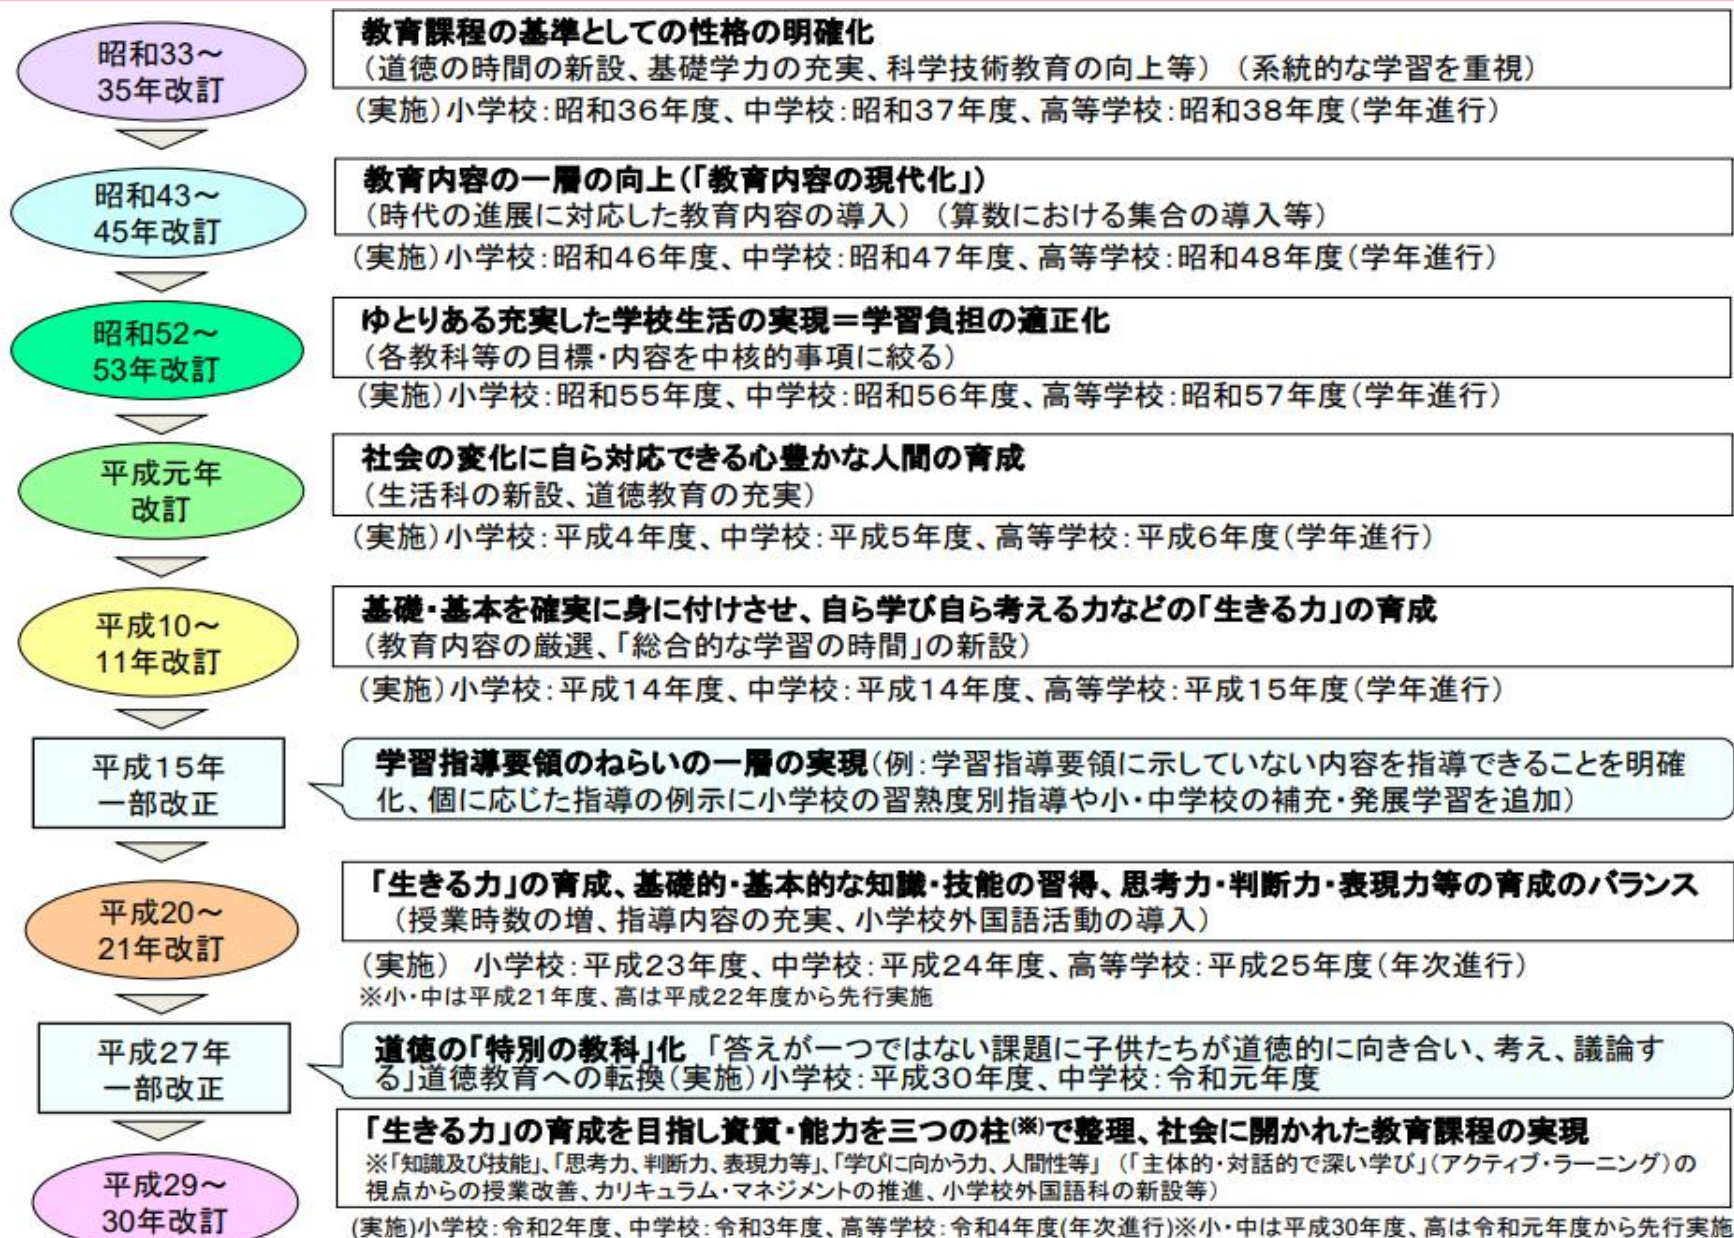 昭和33～
35年改訂
教育課程の基準としての性格の明確化
（道徳の時間の新設、基礎学力の充実、科学技術教育の向上等）（系統的な学習を重視）
（実施）小学校：昭和36年度、中学校：昭和37年度、高等学校：昭和38年度（学年進行）
昭和43～
45年改訂
教育内容の一層の向上（「教育内容の現代化」）
（時代の進展に対応した教育内容の導入）（算数における集合の導入等）
（実施）小学校：昭和46年度、中学校：昭和47年度、高等学校：昭和48年度（学年進行）
昭和52～
53年改訂
ゆとりある充実した学校生活の実現＝学習負担の適正化
（各教科等の目標・内容を中核的事項に絞る）
（実施）小学校：昭和55年度、中学校：昭和56年度、高等学校：昭和57年度（学年進行）
平成元年
改訂
社会の変化に自ら対応できる心豊かな人間の育成
（生活科の新設、道徳教育の充実）
（実施）小学校：平成4年度、中学校：平成5年度、高等学校：平成6年度（学年進行）
平成10～
11年改訂
基礎・基本を確実に身に付けさせ、自ら学び自ら考える力などの「生きる力」の育成
（教育内容の厳選、「総合的な学習の時間」の新設）
（実施）小学校：平成14年度、中学校：平成14年度、高等学校：平成15年度（学年進行）
平成15年
一部改正
学習指導要領のねらいの一層の実現（例：学習指導要領に示していない内容を指導できることを明確
化、個に応じた指導の例示に小学校の習熟度別指導や小・中学校の補充・発展学習を追加）
平成20～
21年改訂
「生きる力」の育成、基礎的・基本的な知識・技能の習得、思考力・判断力・表現力等の育成のバランス
（授業時数の増、指導内容の充実、小学校外国語活動の導入）
（実施） 小学校：平成23年度、中学校：平成24年度、高等学校：平成25年度（年次進行）
※小・中は平成21年度、高は平成22年度から先行実施
平成27年
一部改正
道徳の「特別の教科」化 「答えが一つではない課題に子供たちが道徳的に向き合い、考え、議論す
る」道徳教育への転換（実施）小学校：平成30年度、中学校：令和元年度
平成29～
30年改訂
「生きる力」の育成を目指し資質・能力を三つの柱(※)で整理、社会に開かれた教育課程の実現
※「知識及び技能」、「思考力、判断力、表現力等」、「学びに向かう力、人間性等」（「主体的・対話的で深い学び」（アクティブ・ラーニング）の
視点からの授業改善、カリキュラム・マネジメントの推進、小学校外国語科の新設等）
(実施)小学校：令和2年度、中学校：令和3年度、高等学校：令和4年度(年次進行)※小・中は平成30年度、高は令和元年度から先行実施